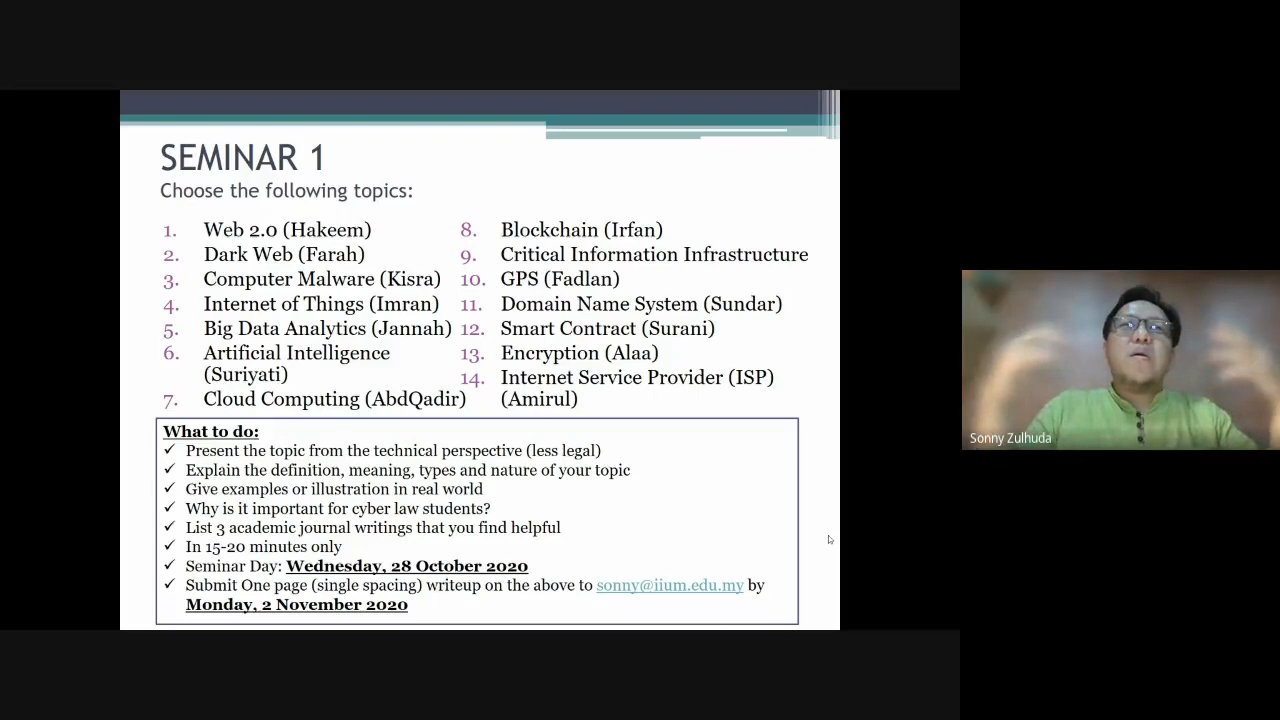 SEMINAR 1
Choose the following topics:
1. Web 2.0 (Hakeem)
2. Dark Web (Farah)
3. Computer Malware (Kisra)
4. Internet of Things (Imran)
5. Big Data Analytics (Jannah)
6. Artificial Intelligence
(Suriyati)
7. Cloud Computing (AbdQadir)
8. Blockchain (Irfan)
9. Critical Information Infrastructure
10. GPS (Fadlan)
11. Domain Name System (Sundar)
12. Smart Contract (Surani)
13. Encryption (Alaa)
14. Internet Service Provider (ISP)
(Amirul)
What to do:
✓ Present the topic from the technical perspective (less legal)
✓ Explain the definition, meaning, types and nature of your topic
✓ Give examples or illustration in real world
✓ Why is it important for cyber law students?
✓ List 3 academic journal writings that you find helpful
✓ In 15-20 minutes only
✓ Seminar Day: Wednesday, 28 October 2020
✓ Submit One page (single spacing) writeup on the above to sonny@iium.edu.my by
Monday, 2 November 2020
Sonny Zulhuda